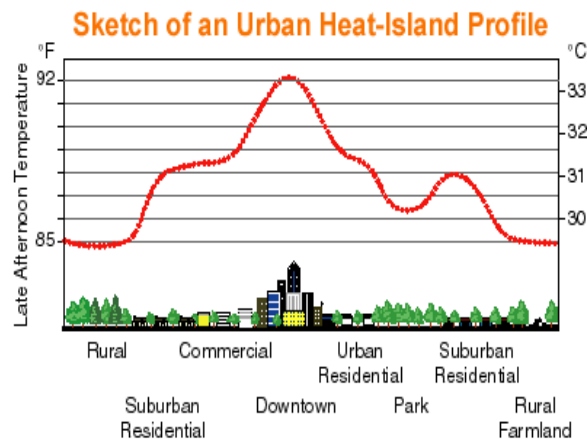 Sketch of an Urban Heat-Island Profile
°F
°C
92
85
33
32
31
30
Late Afternoon Temperature
Rural
Commercial
Urban
Residential
Suburban
Residential
Suburban
Residential
Downtown
Park
Rural
Farmland